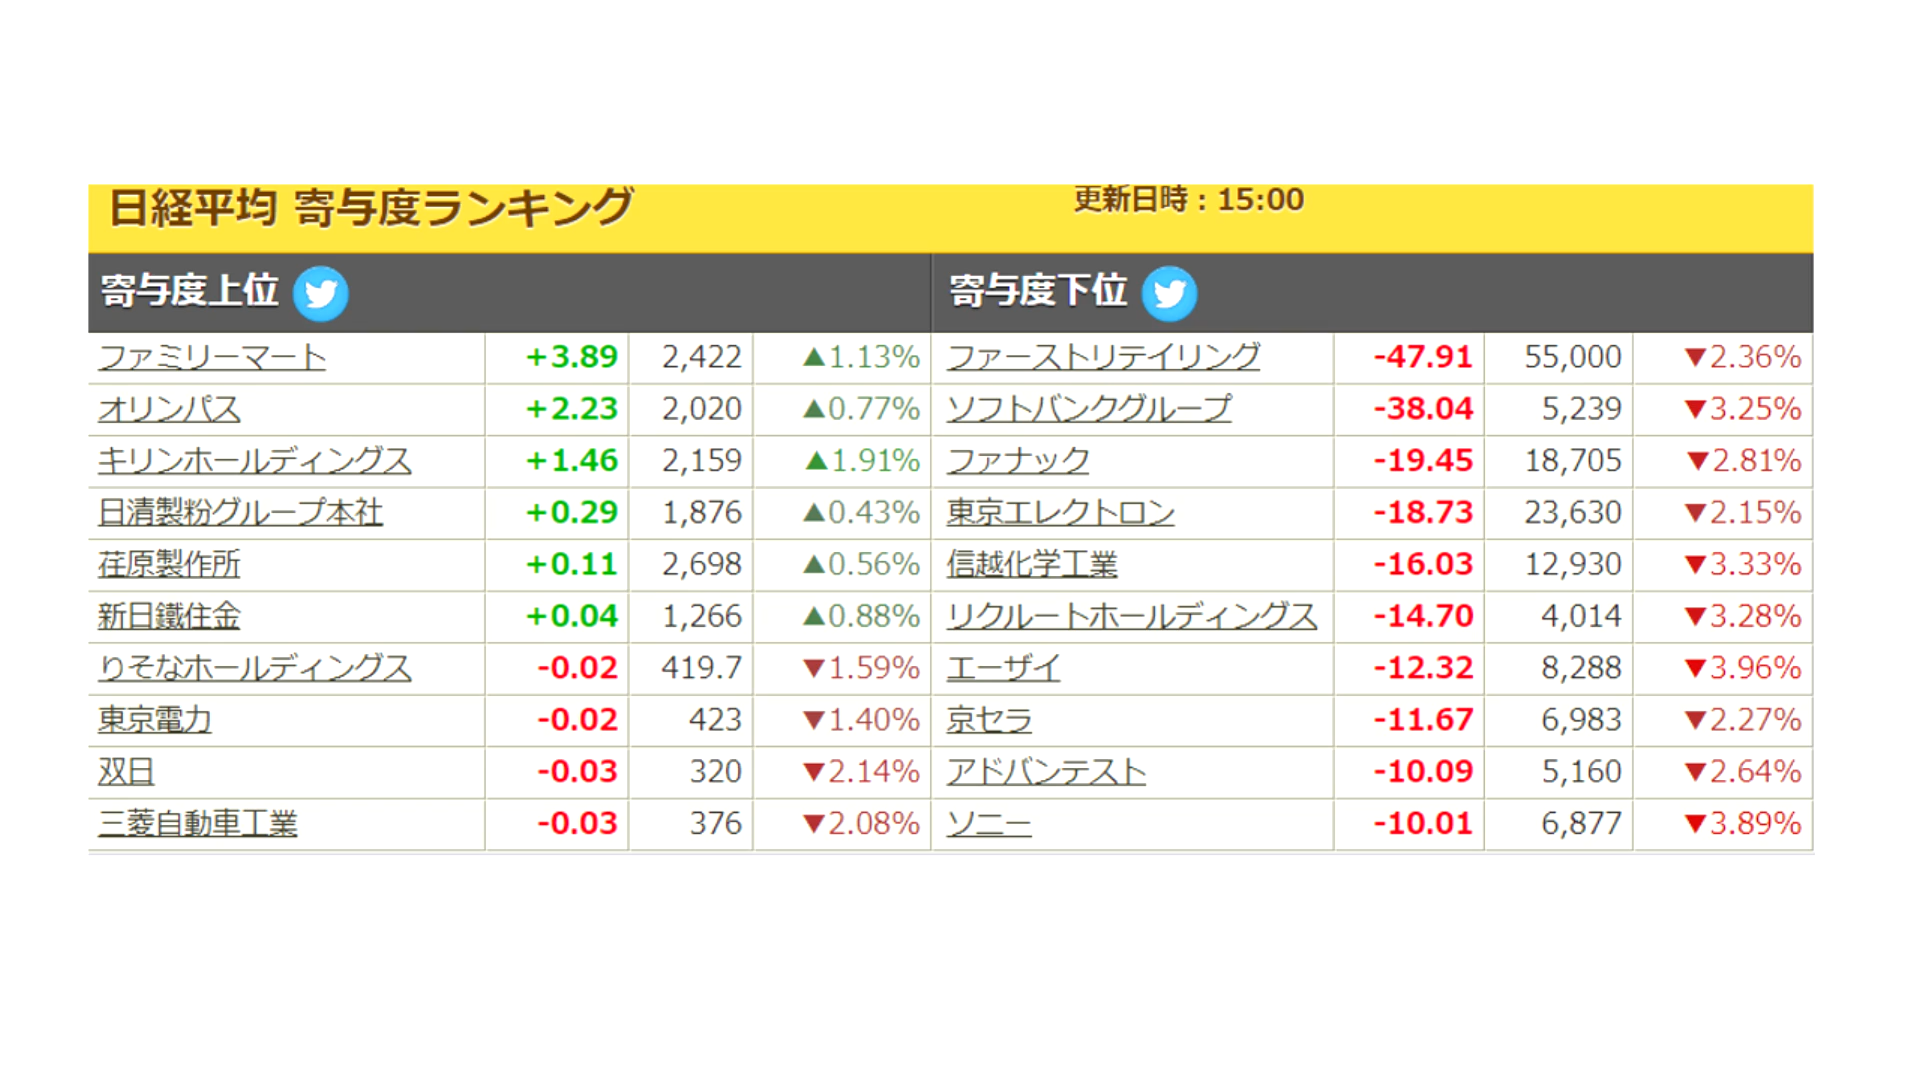 日経平均 寄与度ランキング 更新日時：15:00
寄与度上位 寄与度下位
ファミリーマート +3.89 2,422 ▲1.13% ファーストリテイリング -47.91 55,000 ▼2.36%
オリンパス +2.23 2,020 ▲0.77% ソフトバンクグループ -38.04 5,239 ▼3.25%
キリンホールディングス +1.46 2,159 ▲1.91% ファナック -19.45 18,705 ▼2.81%
日清製粉グループ本社 +0.29 1,876 ▲0.43% 東京エレクトロン -18.73 23,630 ▼2.15%
荏原製作所 +0.11 2,698 ▲0.56% 信越化学工業 -16.03 12,930 ▼3.33%
新日鐵住金 +0.04 1,266 ▲0.88% リクルートホールディングス -14.70 4,014 ▼3.28%
りそなホールディングス -0.02 419.7 ▼1.59% エーザイ -12.32 8,288 ▼3.96%
東京電力 -0.02 423 ▼1.40% 京セラ -11.67 6,983 ▼2.27%
双日 -0.03 320 ▼2.14% アドバンテスト -10.09 5,160 ▼2.64%
三菱自動車工業 -0.03 376 ▼2.08% ソニー -10.01 6,877 ▼3.89%